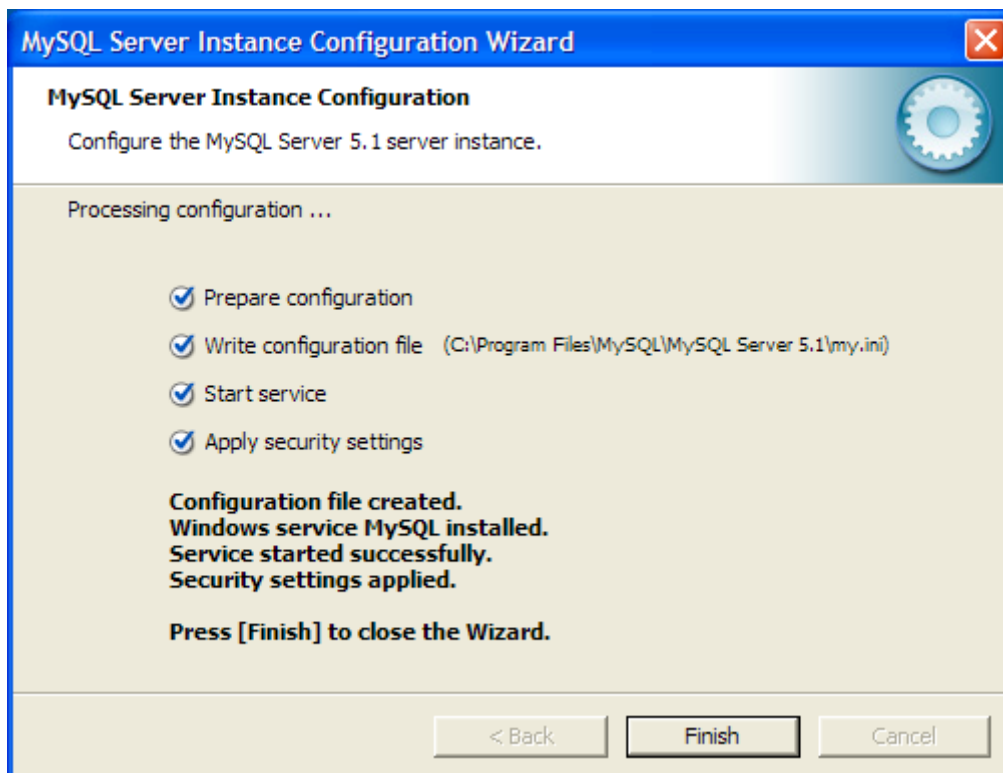 MySQL Server Instance Configuration Wizard
MySQL Server Instance Configuration
Configure the MySQL Server 5.1 server instance.
Processing configuration ...
Prepare configuration
Write configuration file (C:\Program Files\MySQL\MySQL Server 5.1\my.ini)
Start service
Apply security settings
Configuration file created.
Windows service MySQL installed.
Service started successfully.
Security settings applied.
Press [Finish] to close the Wizard.
< Back Finish Cancel